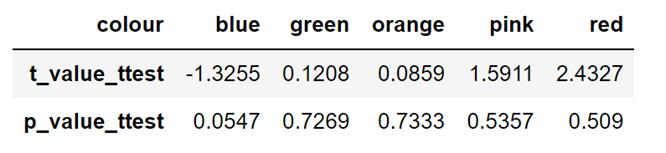 colour blue green orange pink red
t_value_ttest -1.3255 0.1208 0.0859 1.5911 2.4327
p_value_ttest 0.0547 0.7269 0.7333 0.5357 0.509